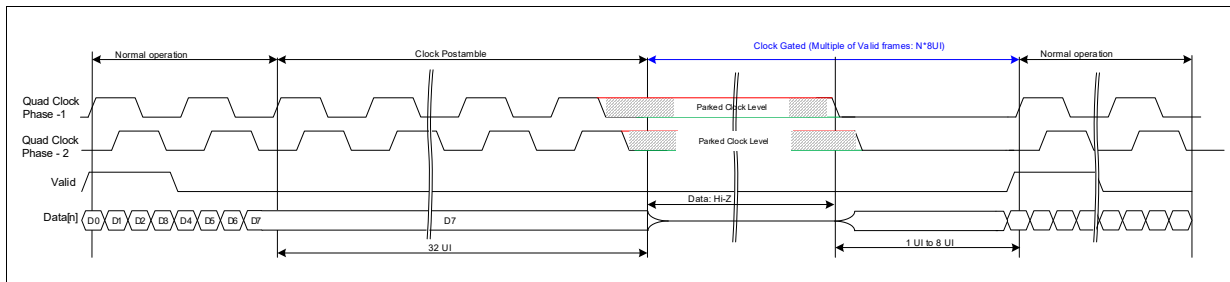 Clock Gated (Multiple of Valid frames: N*8UI)
Normal operation
Clock Postamble
Normal operation
Quad Clock
Phase -1
Parked Clock Level
Quad Clock
Phase - 2
Parked Clock Level
Valid
Data: Hi-Z
Data[n]
D0 D1 D2 D3 D4 D5 D6 D7
D7
32 UI
1 UI to 8 UI